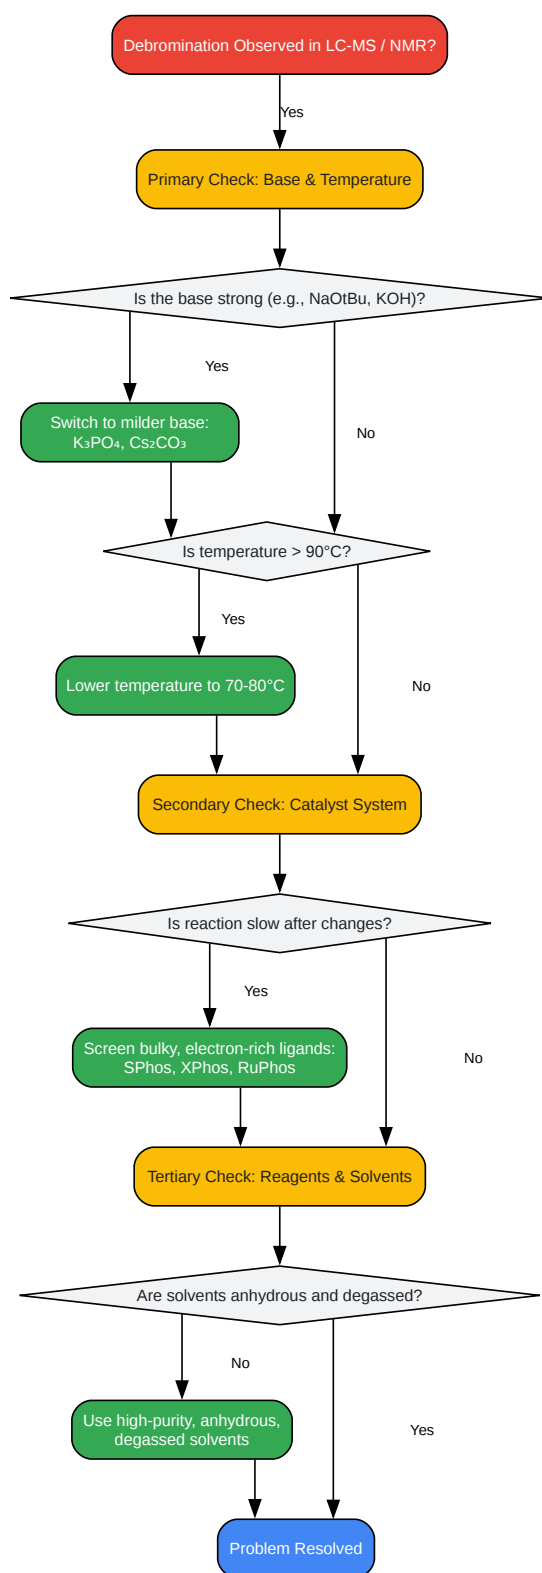 Debromination Observed in LC-MS / NMR?
Yes
Primary Check: Base & Temperature
Is the base strong (e.g., NaOtBu, KOH)?
Yes
Switch to milder base:
K₃PO₄, Cs₂CO₃
No
Is temperature > 90°C?
Yes
Lower temperature to 70-80°C
No
Secondary Check: Catalyst System
Is reaction slow after changes?
Yes
Screen bulky, electron-rich ligands:
SPhos, XPhos, RuPhos
No
Tertiary Check: Reagents & Solvents
Are solvents anhydrous and degassed?
No
Use high-purity, anhydrous,
degassed solvents
Yes
Problem Resolved